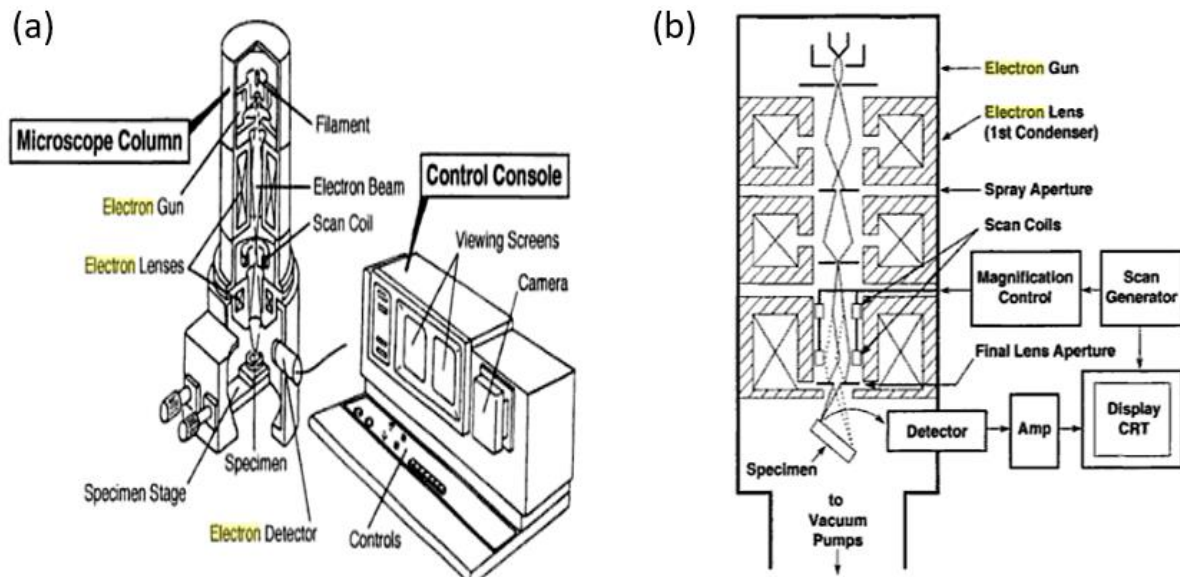 (a)
Microscope Column
Filament
Electron Beam
Electron Gun
Scan Coil
Electron Lenses
Control Console
Viewing Screens
Camera
Specimen
Specimen Stage
Electron Detector
Controls
(b)
Electron Gun
Electron Lens
(1st Condenser)
Spray Aperture
Scan Coils
Magnification
Control
Scan
Generator
Final Lens Aperture
Detector
Amp
Display
CRT
Specimen
to
Vacuum
Pumps